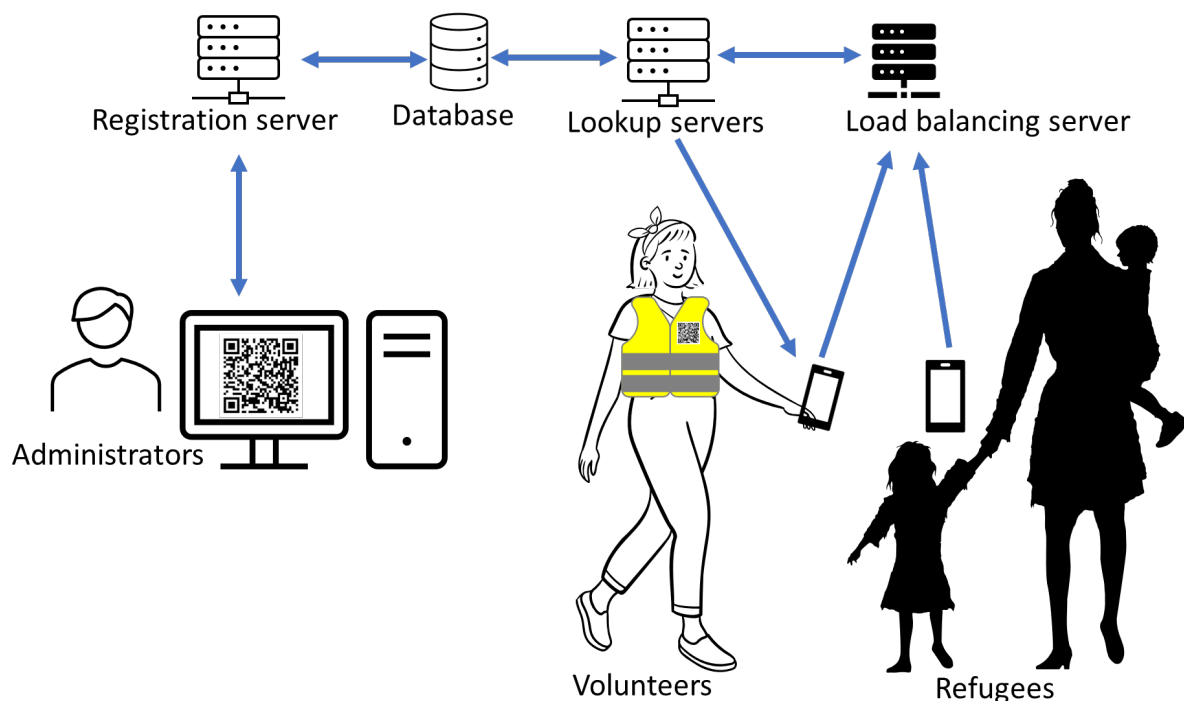 Registration server
Database
Lookup servers
Load balancing server
Administrators
Volunteers
Refugees